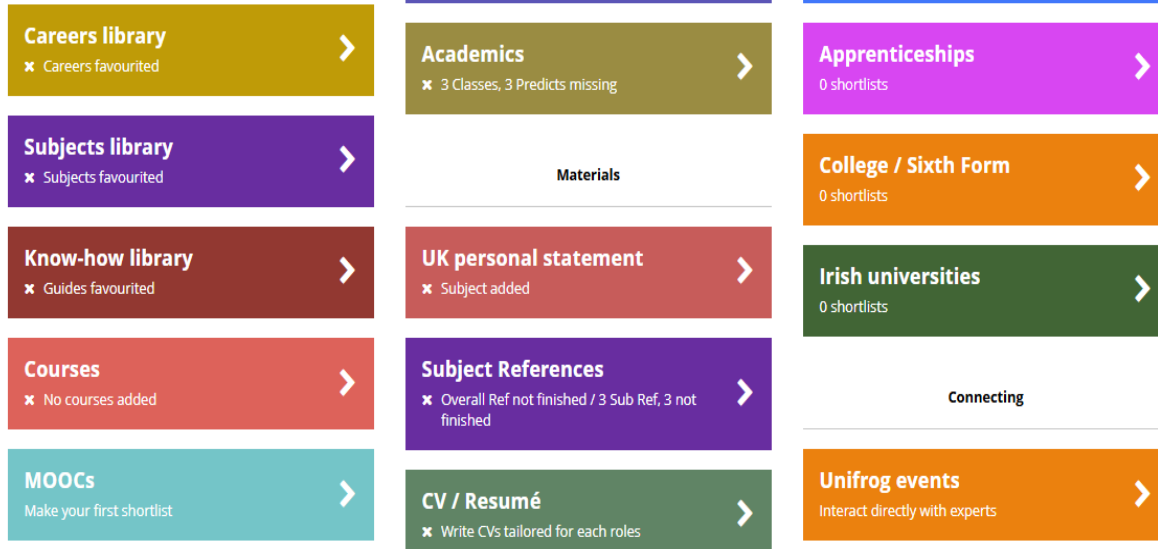 Careers library
✖ Careers favourited
Subjects library
✖ Subjects favourited
Know-how library
✖ Guides favourited
Courses
✖ No courses added
MOOCs
Make your first shortlist
Academics
✖ 3 Classes, 3 Predicts missing
Materials
UK personal statement
✖ Subject added
Subject References
✖ Overall Ref not finished / 3 Sub Ref, 3 not
finished
CV / Resumé
✖ Write CVs tailored for each roles
Apprenticeships
0 shortlists
College / Sixth Form
0 shortlists
Irish universities
0 shortlists
Connecting
Unifrog events
Interact directly with experts